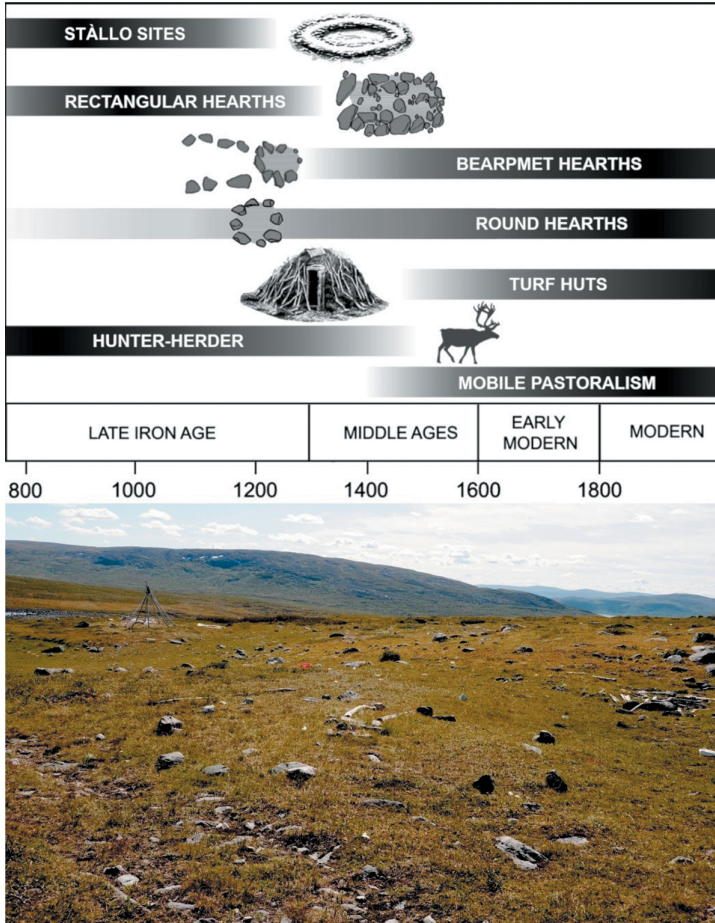 STÀLLO SITES
RECTANGULAR HEARTHS
BEARPMET HEARTHS
ROUND HEARTHS
TURF HUTS
HUNTER-HERDER
MOBILE PASTORALISM
LATE IRON AGE
MIDDLE AGES
EARLY
MODERN
MODERN
800 1000 1200 1400 1600 1800